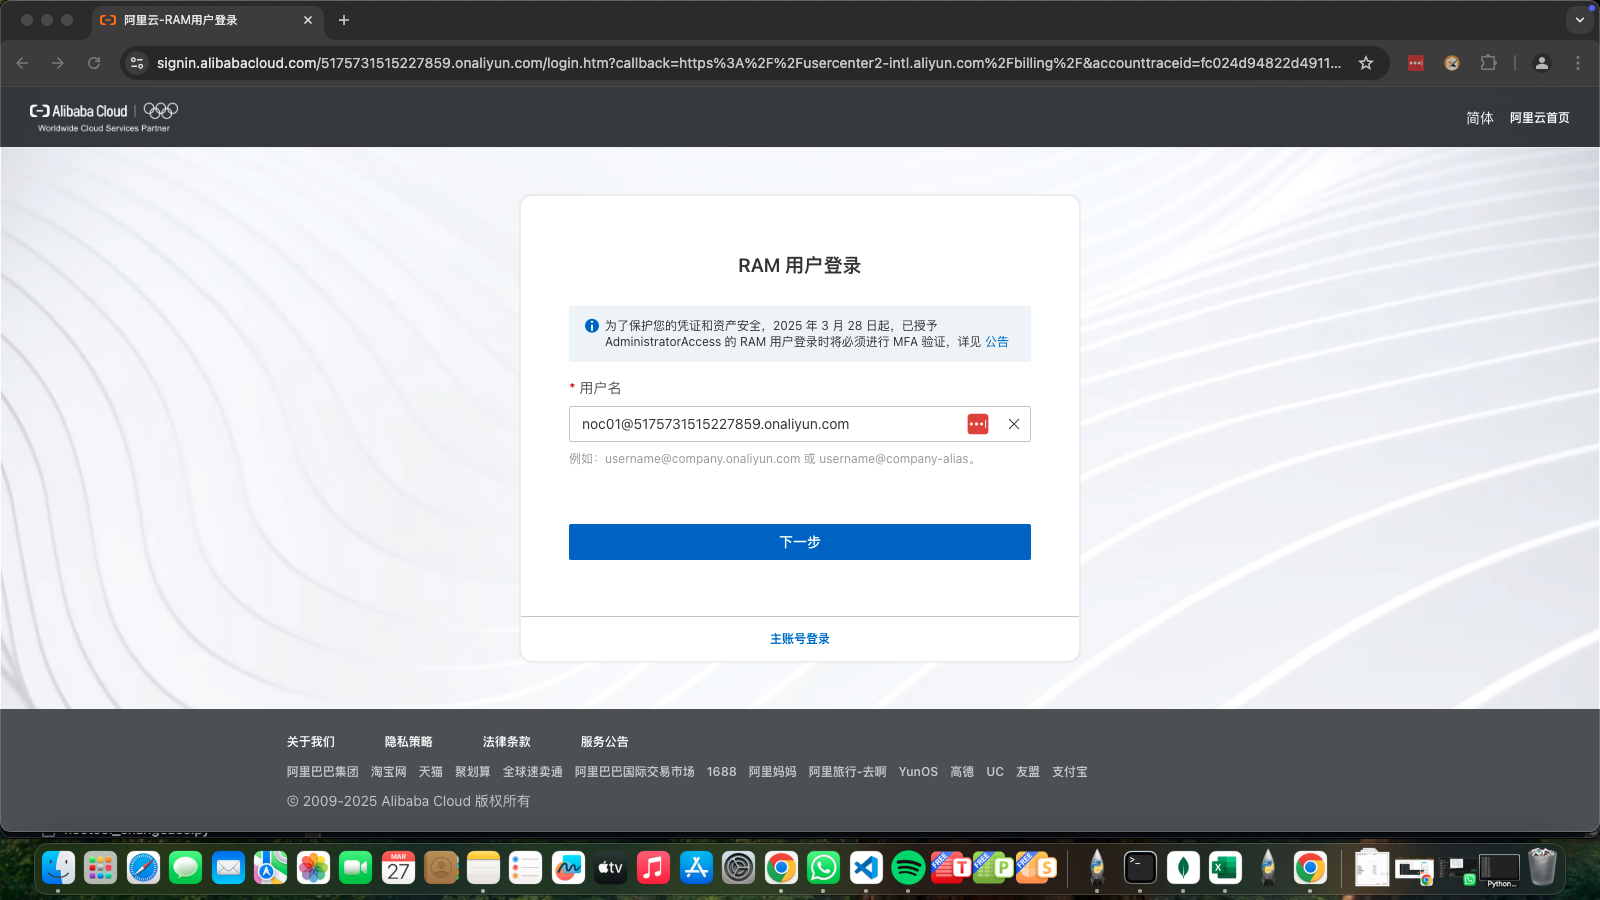 阿里云-RAM用户登录
signin.alibabacloud.com/5175731515227859.onaliyun.com/login.htm?callback=https%3A%2F%2Fusercenter2-intl.aliyun.com%2Fbilling%2F&accounttraceid=fc024d94822d4911...
Alibaba Cloud
Worldwide Cloud Services Partner
简体 阿里云首页
RAM 用户登录
为了保护您的凭证和资产安全，2025 年 3 月 28 日起，已授予
AdministratorAccess 的 RAM 用户登录时将必须进行 MFA 验证，详见 公告
* 用户名
noc01@5175731515227859.onaliyun.com
例如：username@company.onaliyun.com 或 username@company-alias。
下一步
主账号登录
关于我们 隐私策略 法律条款 服务公告
阿里巴巴集团 淘宝网 天猫 聚划算 全球速卖通 阿里巴巴国际交易市场 1688 阿里妈妈 阿里旅行-去啊 YunOS 高德 UC 友盟 支付宝
© 2009-2025 Alibaba Cloud 版权所有
MAR
27
tv
FREE T FREE P FREE S
Python...